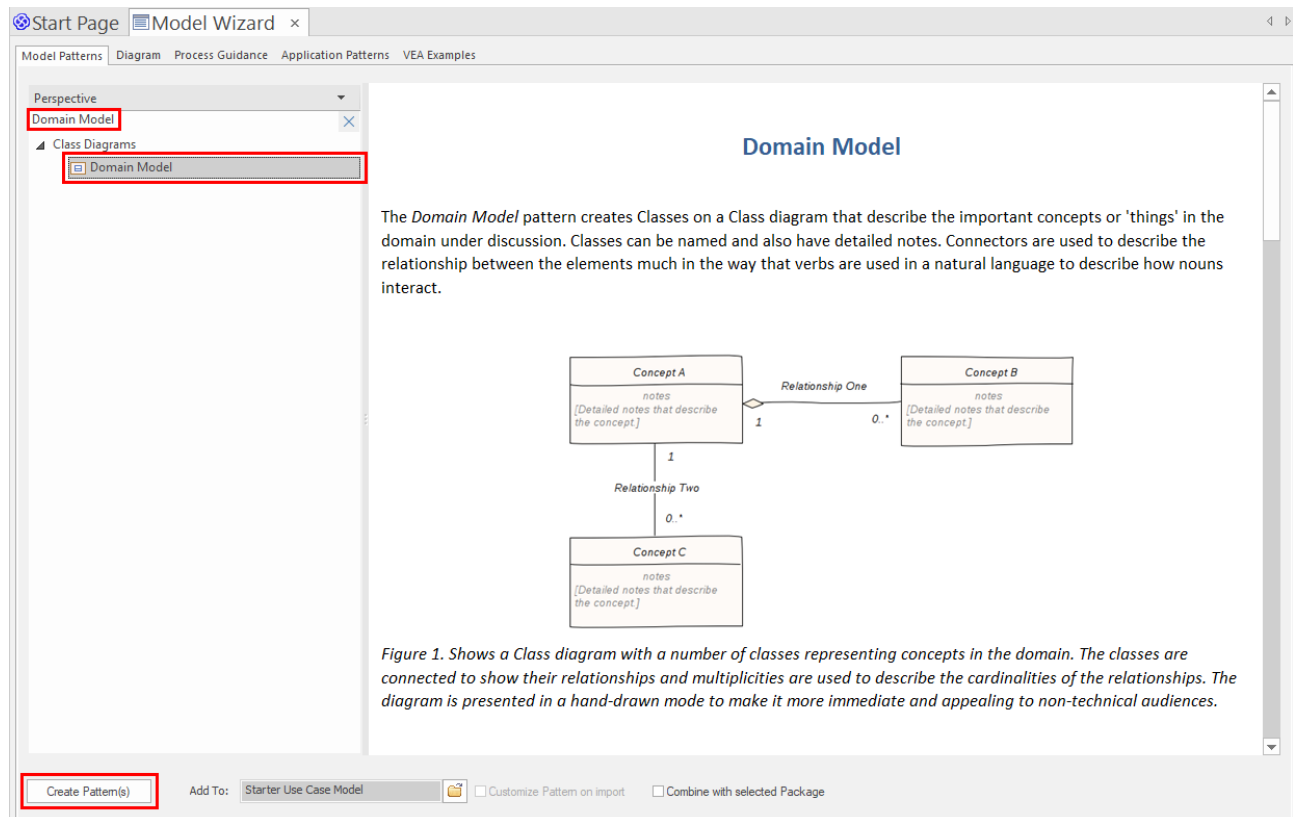 Start Page Model Wizard ×
Model Patterns Diagram Process Guidance Application Patterns VEA Examples
Perspective
Domain Model
Class Diagrams
Domain Model
Domain Model
The Domain Model pattern creates Classes on a Class diagram that describe the important concepts or 'things' in the
domain under discussion. Classes can be named and also have detailed notes. Connectors are used to describe the
relationship between the elements much in the way that verbs are used in a natural language to describe how nouns
interact.
Concept A
notes
[Detailed notes that describe
the concept.]
Relationship One
1
0..*
Concept B
notes
[Detailed notes that describe
the concept.]
1
Relationship Two
0..*
Concept C
notes
[Detailed notes that describe
the concept.]
Figure 1. Shows a Class diagram with a number of classes representing concepts in the domain. The classes are
connected to show their relationships and multiplicities are used to describe the cardinalities of the relationships. The
diagram is presented in a hand-drawn mode to make it more immediate and appealing to non-technical audiences.
Create Pattern(s) Add To: Starter Use Case Model Customize Pattern on import Combine with selected Package